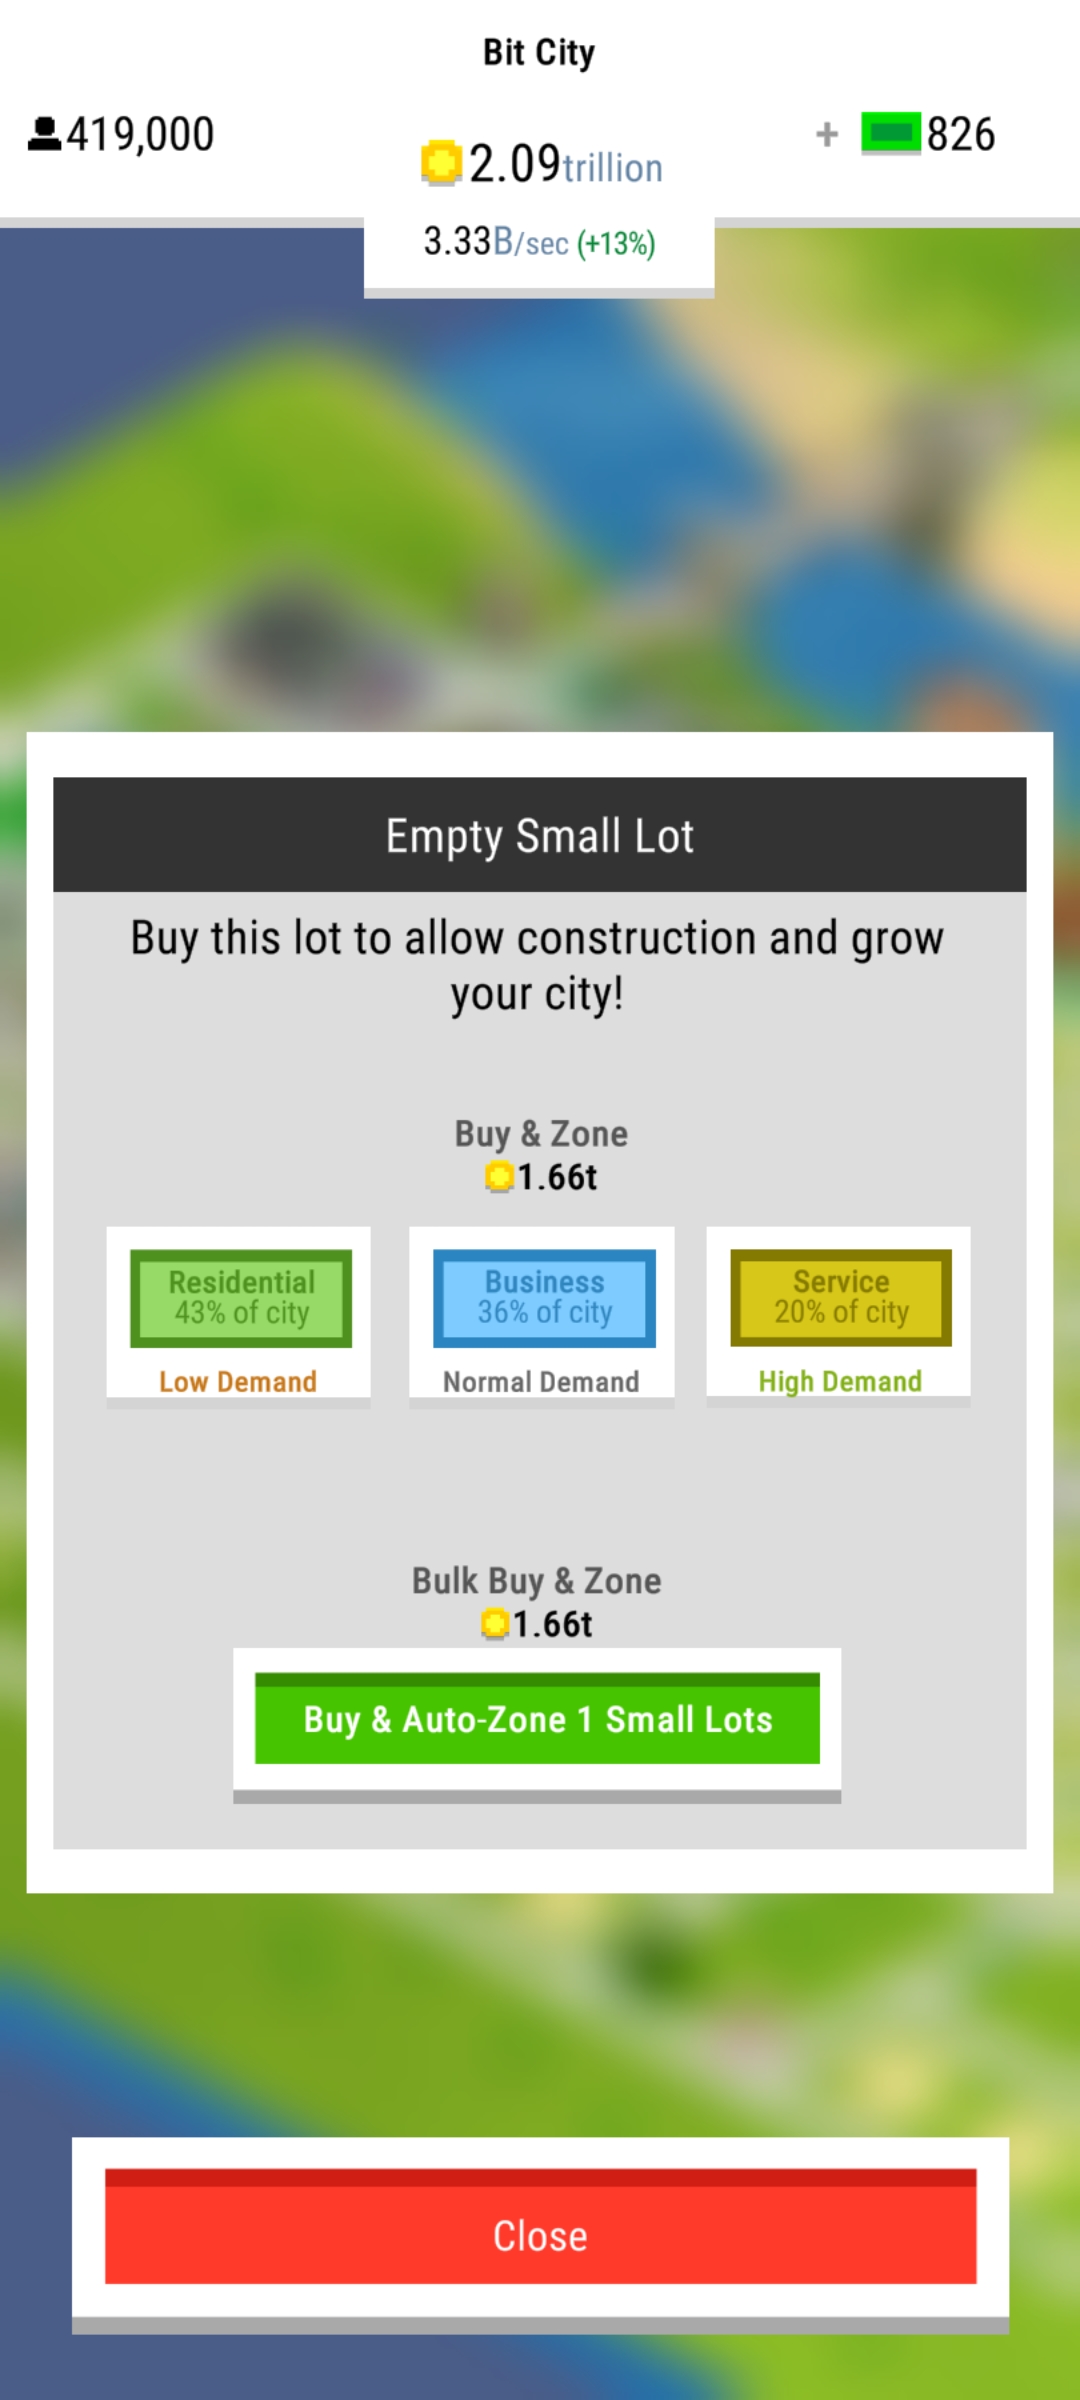 Bit City
419,000
2.09trillion
+ 826
3.33B/sec (+13%)
Empty Small Lot
Buy this lot to allow construction and grow
your city!
Buy & Zone
1.66t
Residential
43% of city
Low Demand
Business
36% of city
Normal Demand
Service
20% of city
High Demand
Bulk Buy & Zone
1.66t
Buy & Auto-Zone 1 Small Lots
Close